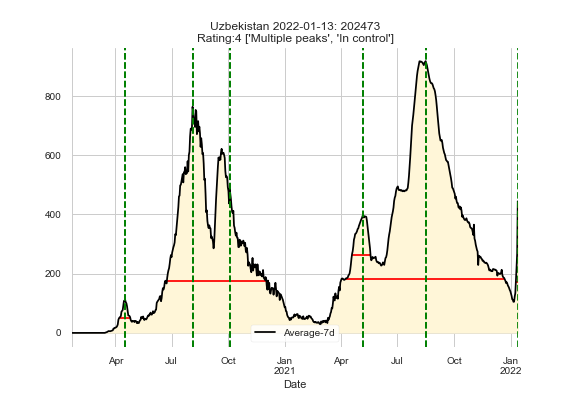 Uzbekistan 2022-01-13: 202473
Rating:4 ['Multiple peaks', 'In control']
800
600
400
200
0
Average-7d
Apr Jul Oct Jan Apr Jul Oct Jan
2021 2022
Date